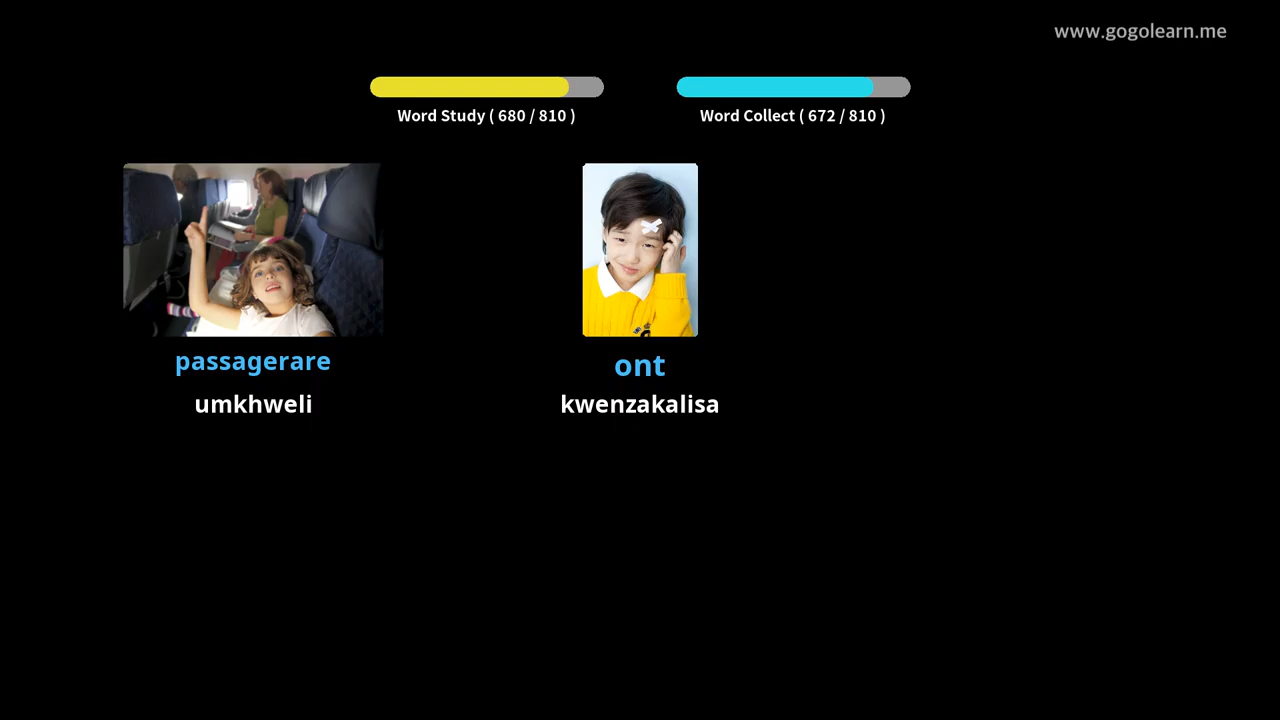 www.gogolearn.me
Word Study ( 680 / 810 )
Word Collect ( 672 / 810 )
passagerare
umkhweli
ont
kwenzakalisa